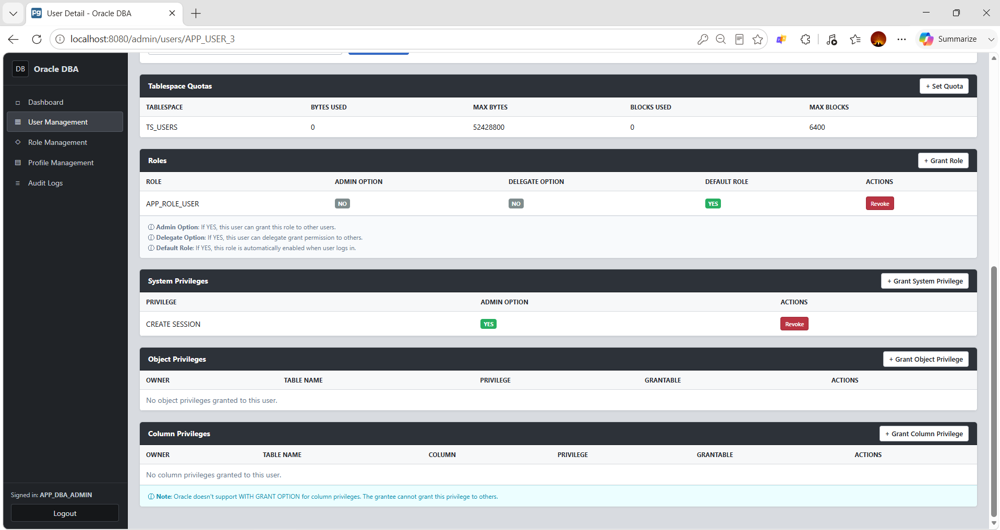 User Detail - Oracle DBA
localhost:8080/admin/users/APP_USER_3
Summarize
DB Oracle DBA
Dashboard
User Management
Role Management
Profile Management
Audit Logs
Signed in: APP_DBA_ADMIN
Logout
Tablespace Quotas + Set Quota
TABLESPACE BYTES USED MAX BYTES BLOCKS USED MAX BLOCKS
TS_USERS 0 52428800 0 6400
Roles + Grant Role
ROLE ADMIN OPTION DELEGATE OPTION DEFAULT ROLE ACTIONS
APP_ROLE_USER NO NO YES Revoke
ⓘ Admin Option: If YES, this user can grant this role to other users.
ⓘ Delegate Option: If YES, this user can delegate grant permission to others.
ⓘ Default Role: If YES, this role is automatically enabled when user logs in.
System Privileges + Grant System Privilege
PRIVILEGE ADMIN OPTION ACTIONS
CREATE SESSION YES Revoke
Object Privileges + Grant Object Privilege
OWNER TABLE NAME PRIVILEGE GRANTABLE ACTIONS
No object privileges granted to this user.
Column Privileges + Grant Column Privilege
OWNER TABLE NAME COLUMN PRIVILEGE GRANTABLE ACTIONS
No column privileges granted to this user.
ⓘ Note: Oracle doesn't support WITH GRANT OPTION for column privileges. The grantee cannot grant this privilege to others.